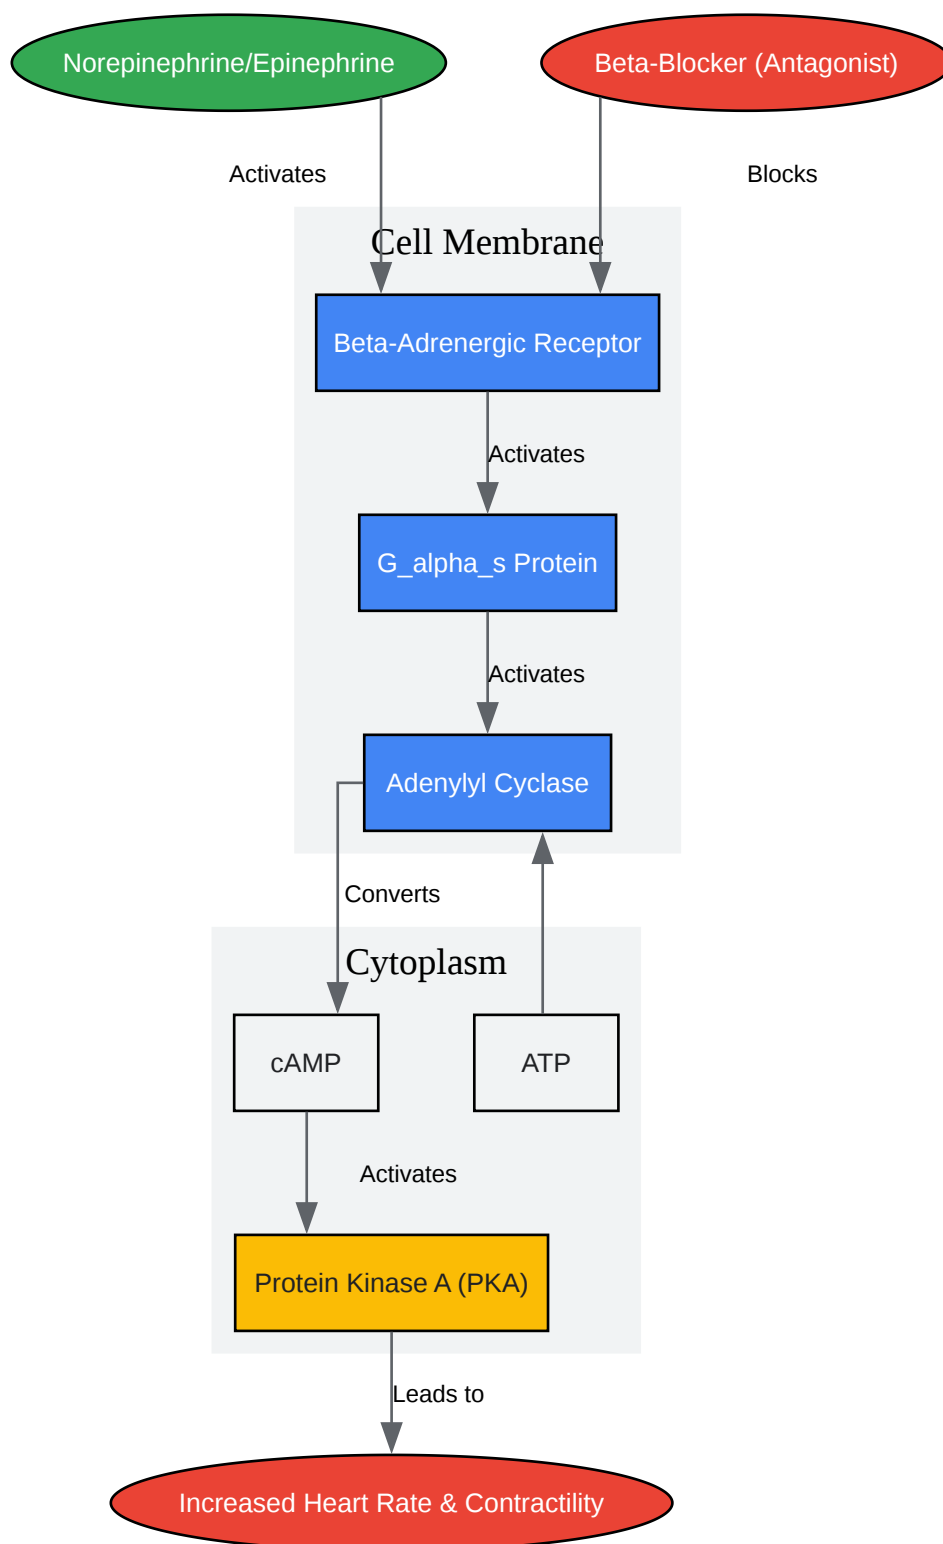 Norepinephrine/Epinephrine
Beta-Blocker (Antagonist)
Activates
Blocks
Cell Membrane
Beta-Adrenergic Receptor
Activates
G_alpha_s Protein
Activates
Adenylyl Cyclase
Converts
Cytoplasm
cAMP
ATP
Activates
Protein Kinase A (PKA)
Leads to
Increased Heart Rate & Contractility